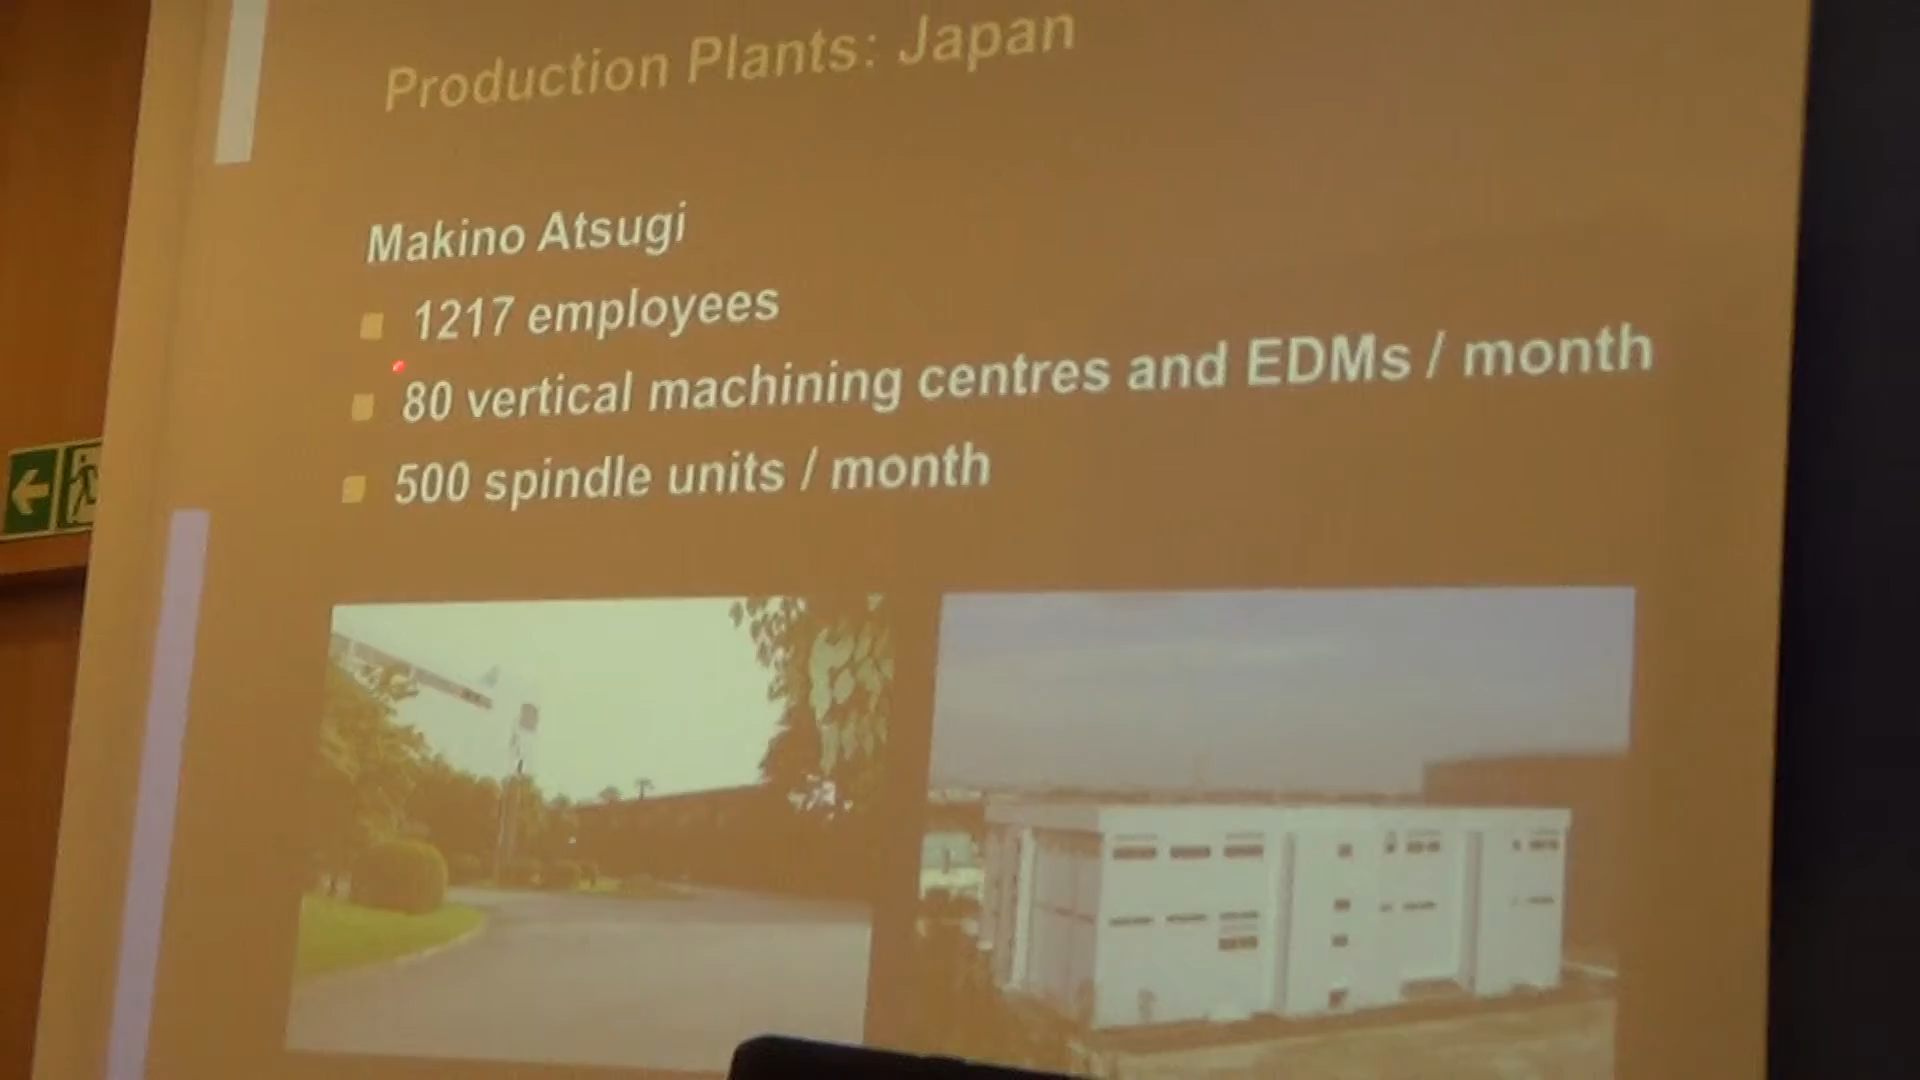 Production Plants: Japan
Makino Atsugi
1217 employees
80 vertical machining centres and EDMs / month
500 spindle units / month